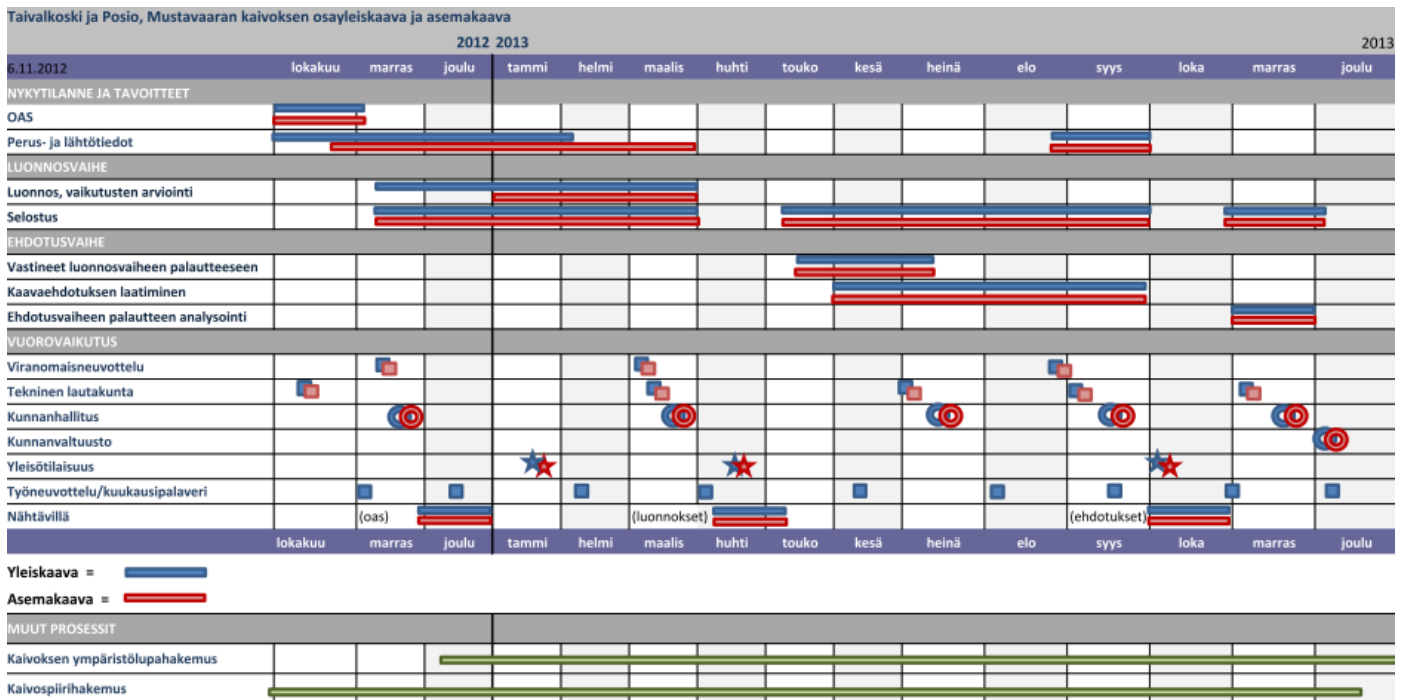 Taivalkoski ja Posio, Mustavaaran kaivoksen osayleiskaava ja asemakaava
2012 2013 2013
6.11.2012 lokakuu marras joulu tammi helmi maalis huhti touko kesä heinä elo syys loka marras joulu
NYKYTILANNE JA TAVOITTEET
OAS
Perus- ja lähtötiedot
LUONNOSVAIHE
Luonnos, vaikutusten arviointi
Selostus
EHDOTUSVAIHE
Vastineet luonnosvaiheen palautteeseen
Kaavaehdotuksen laatiminen
Ehdotusvaiheen palautteen analysointi
VUOROVAIKUTUS
Viranomaisneuvottelu
Tekninen lautakunta
Kunnanhallitus
Kunnanvaltuusto
Yleisötilaisuus
Työneuvottelu/kuukausipalaveri
Nähtävillä (oas) (luonnokset) (ehdotukset)
lokakuu marras joulu tammi helmi maalis huhti touko kesä heinä elo syys loka marras joulu
Yleiskaava =
Asemakaava =
MUUT PROSESSIT
Kaivoksen ympäristölupahakemus
Kaivospiirihakemus